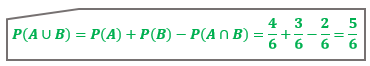 P(A ∪ B) = P(A) + P(B) − P(A ∩ B) = 4/6 + 3/6 − 2/6 = 5/6